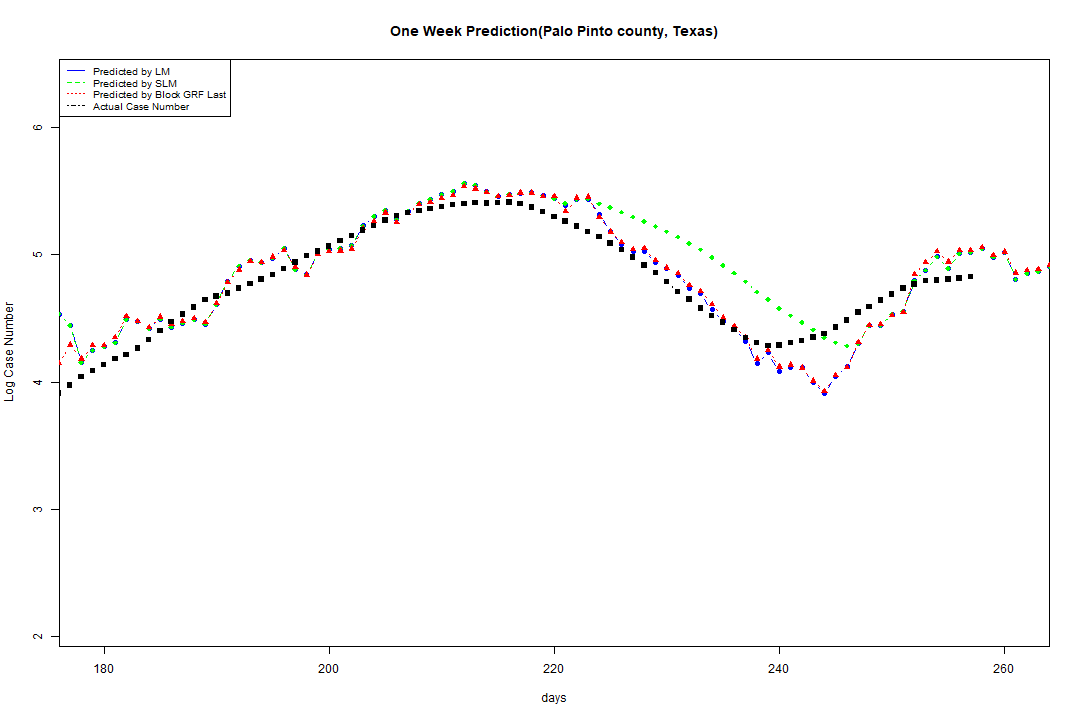 One Week Prediction(Palo Pinto county, Texas)
Predicted by LM
Predicted by SLM
Predicted by Block GRF Last
Actual Case Number
6
5
4
3
2
Log Case Number
180
200
220
240
260
days